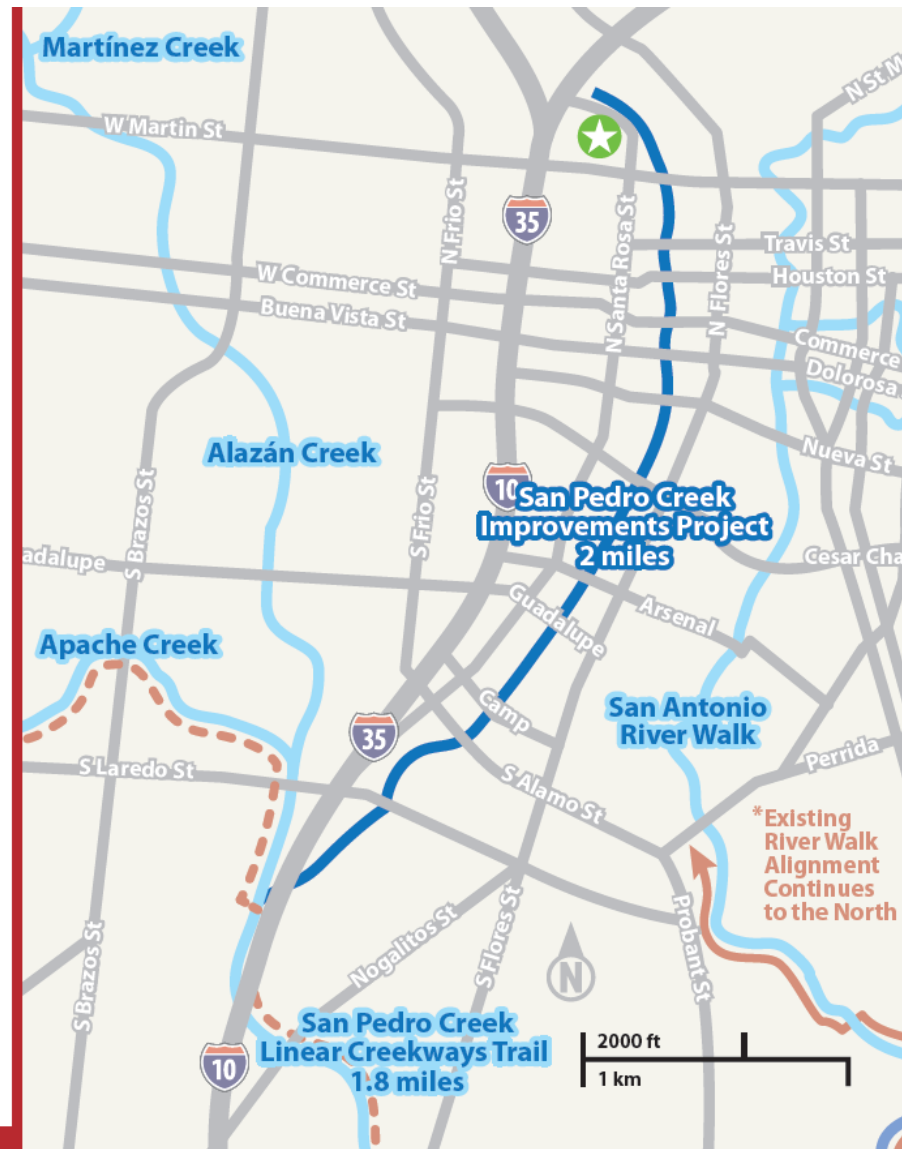 Martínez Creek
N St M
W Martin St
35
N Frio St
N Santa Rosa St
N Flores St
Travis St
Houston St
W Commerce St
Buena Vista St
Commerce
Dolorosa
Alazán Creek
Nueva St
10
San Pedro Creek
Improvements Project
2 miles
S Frio St
S Brazos St
adalupe
Cesar Cha
Guadalupe
Arsenal
Apache Creek
Camp
San Antonio
River Walk
35
Perrida
S Laredo St
S Alamo St
*Existing
River Walk
Alignment
Continues
to the North
Probant St
Nogalitos St
S Flores St
S Brazos St
N
San Pedro Creek
Linear Creekways Trail
1.8 miles
10
2000 ft
1 km